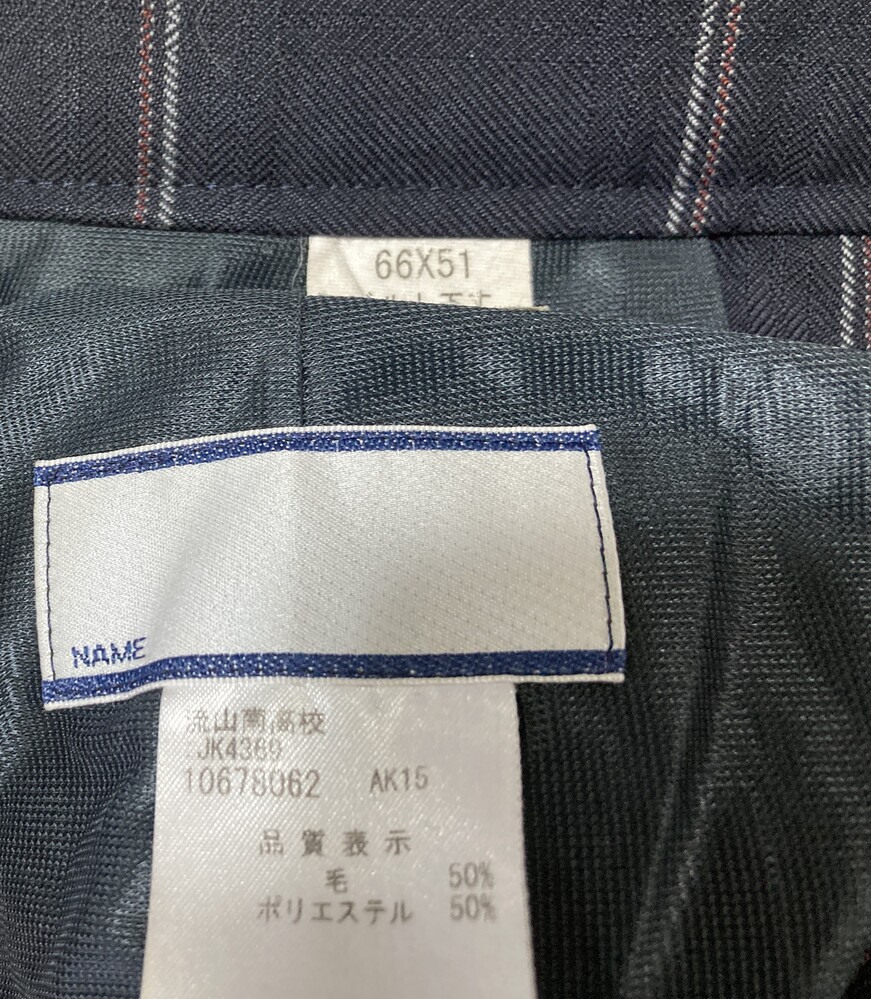 66X51
NAME
流山南高校
JK4369
10678062 AK15
品質表示
毛 50%
ポリエステル 50%